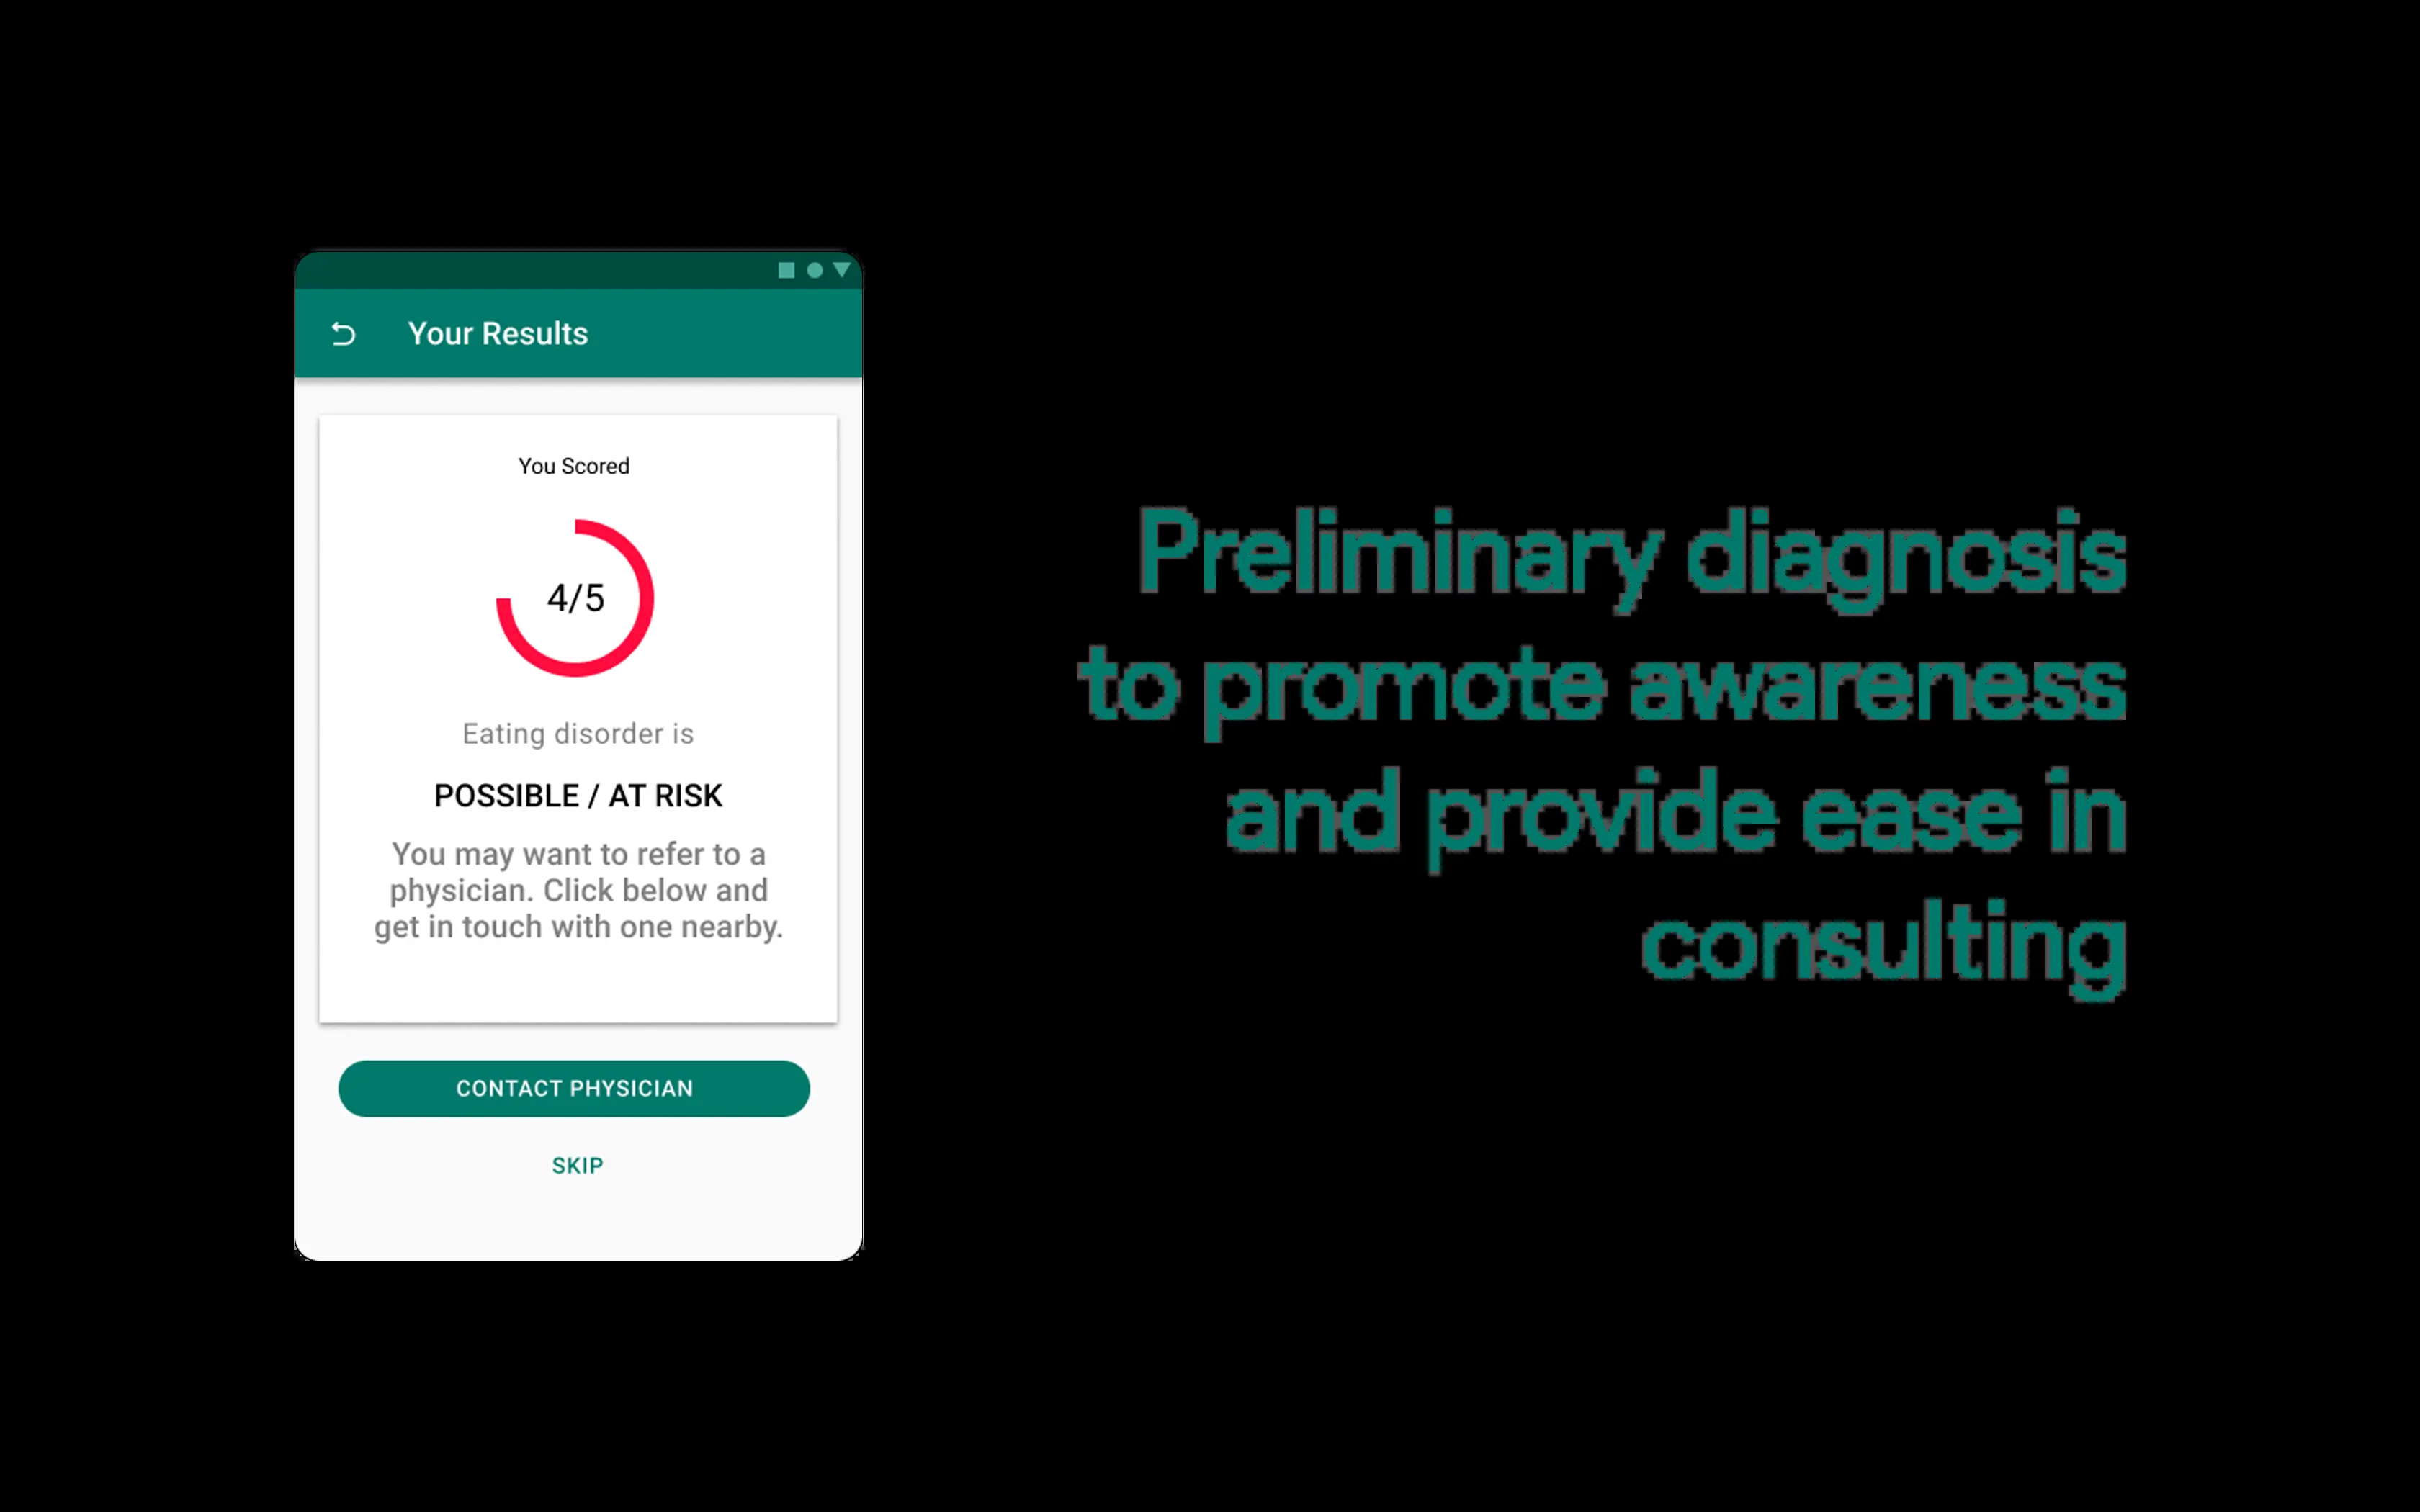 Your Results
You Scored
4/5
Eating disorder is
POSSIBLE / AT RISK
You may want to refer to a
physician. Click below and
get in touch with one nearby.
CONTACT PHYSICIAN
SKIP
Preliminary diagnosis
to promote awareness
and provide ease in
consulting